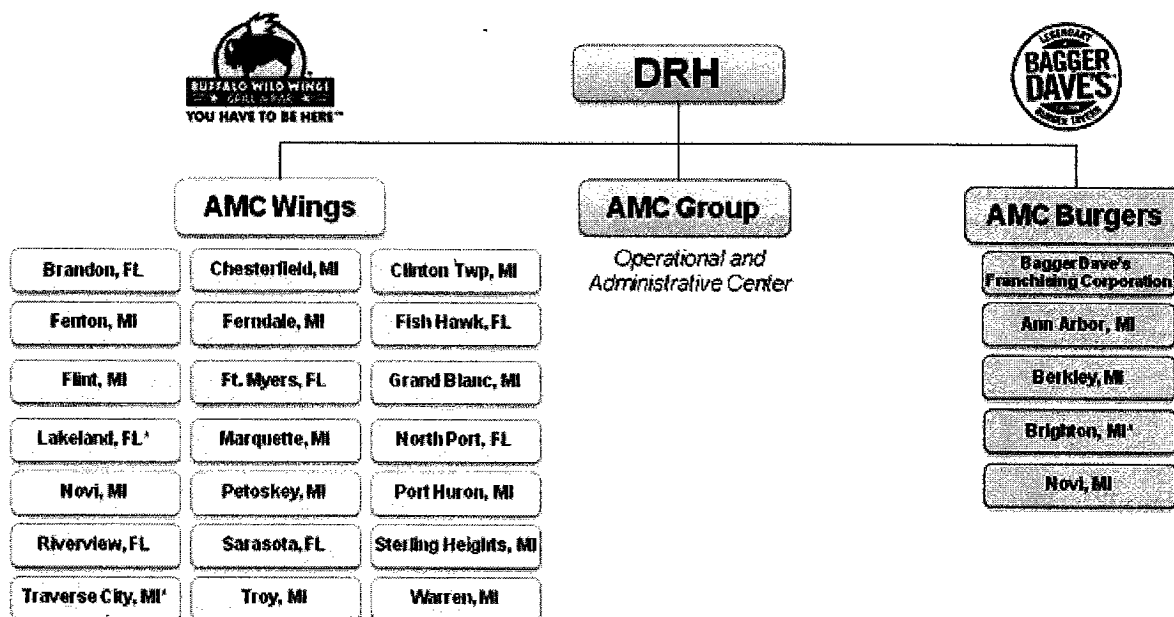 BUFFALO WILD WINGS
GRILL & BAR
YOU HAVE TO BE HERE™
DRH
LEGENDARY
BAGGER
DAVE'S
BURGER TAVERN
AMC Wings
AMC Group
AMC Burgers
Operational and
Administrative Center
Bagger Dave's
Franchising Corporation
Brandon, FL
Chesterfield, MI
Clinton Twp, MI
Fenton, MI
Ferndale, MI
Fish Hawk, FL
Ann Arbor, MI
Flint, MI
Ft. Myers, FL
Grand Blanc, MI
Berkley, MI
Lakeland, FL*
Marquette, MI
North Port, FL
Brighton, MI*
Novi, MI
Petoskey, MI
Port Huron, MI
Novi, MI
Riverview, FL
Sarasota, FL
Sterling Heights, MI
Traverse City, MI*
Troy, MI
Warren, MI